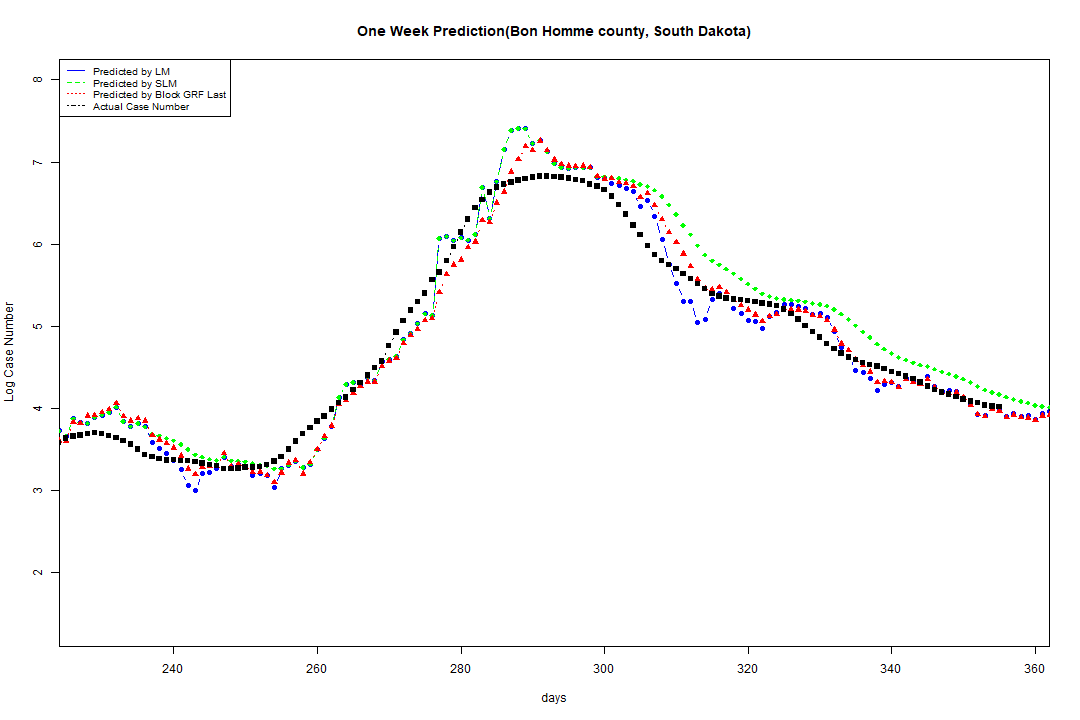 One Week Prediction(Bon Homme county, South Dakota)
Predicted by LM
Predicted by SLM
Predicted by Block GRF Last
Actual Case Number
8
7
6
5
4
3
2
Log Case Number
240 260 280 300 320 340 360
days